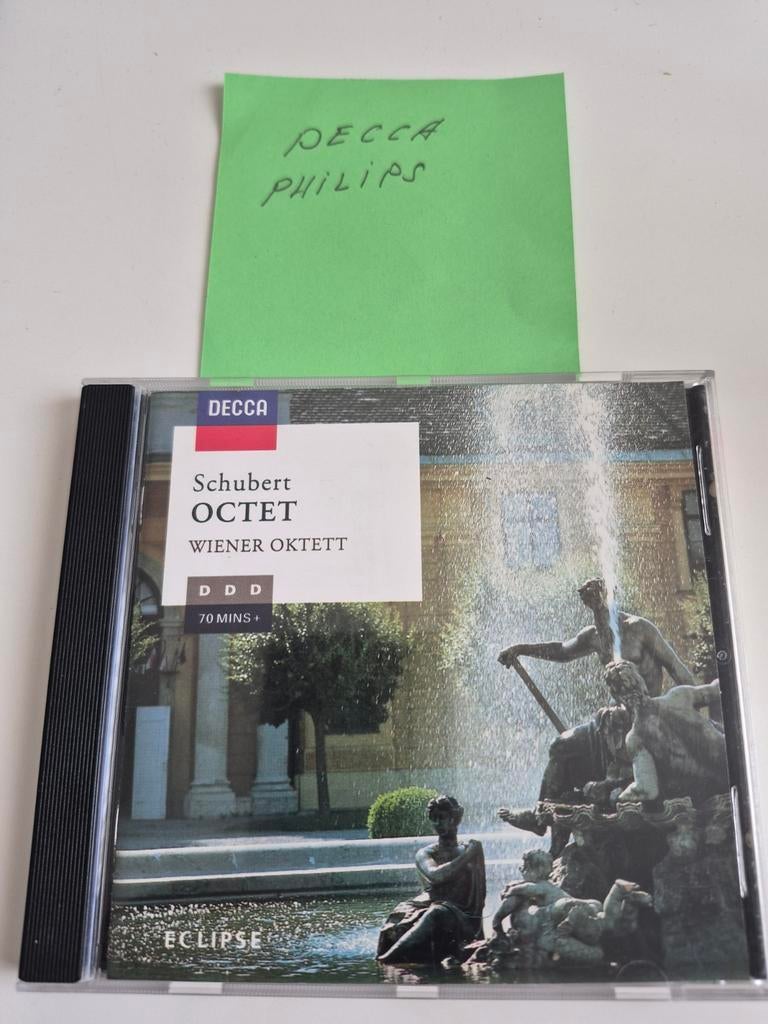 DECCA
PHiLiPS
DECCA
Schubert
OCTET
WIENER OKTETT
D D D
70 MINS +
ECLIPSE